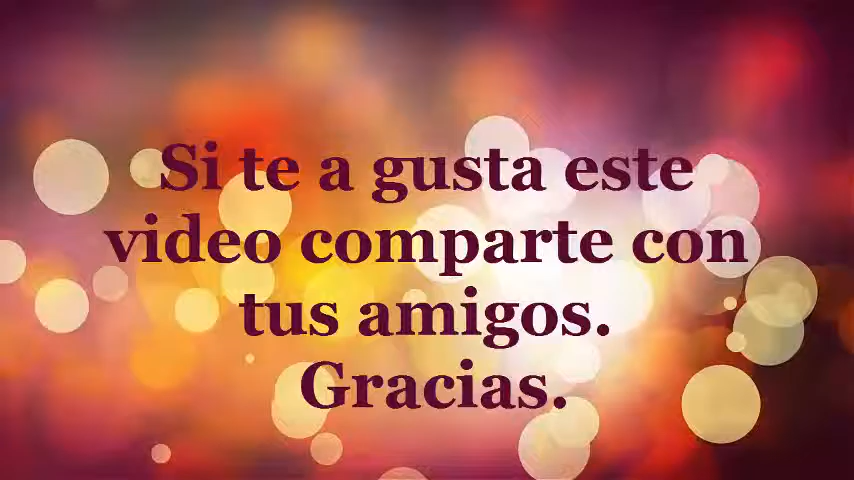 Si te a gusta este
video comparte con
tus amigos.
Gracias.